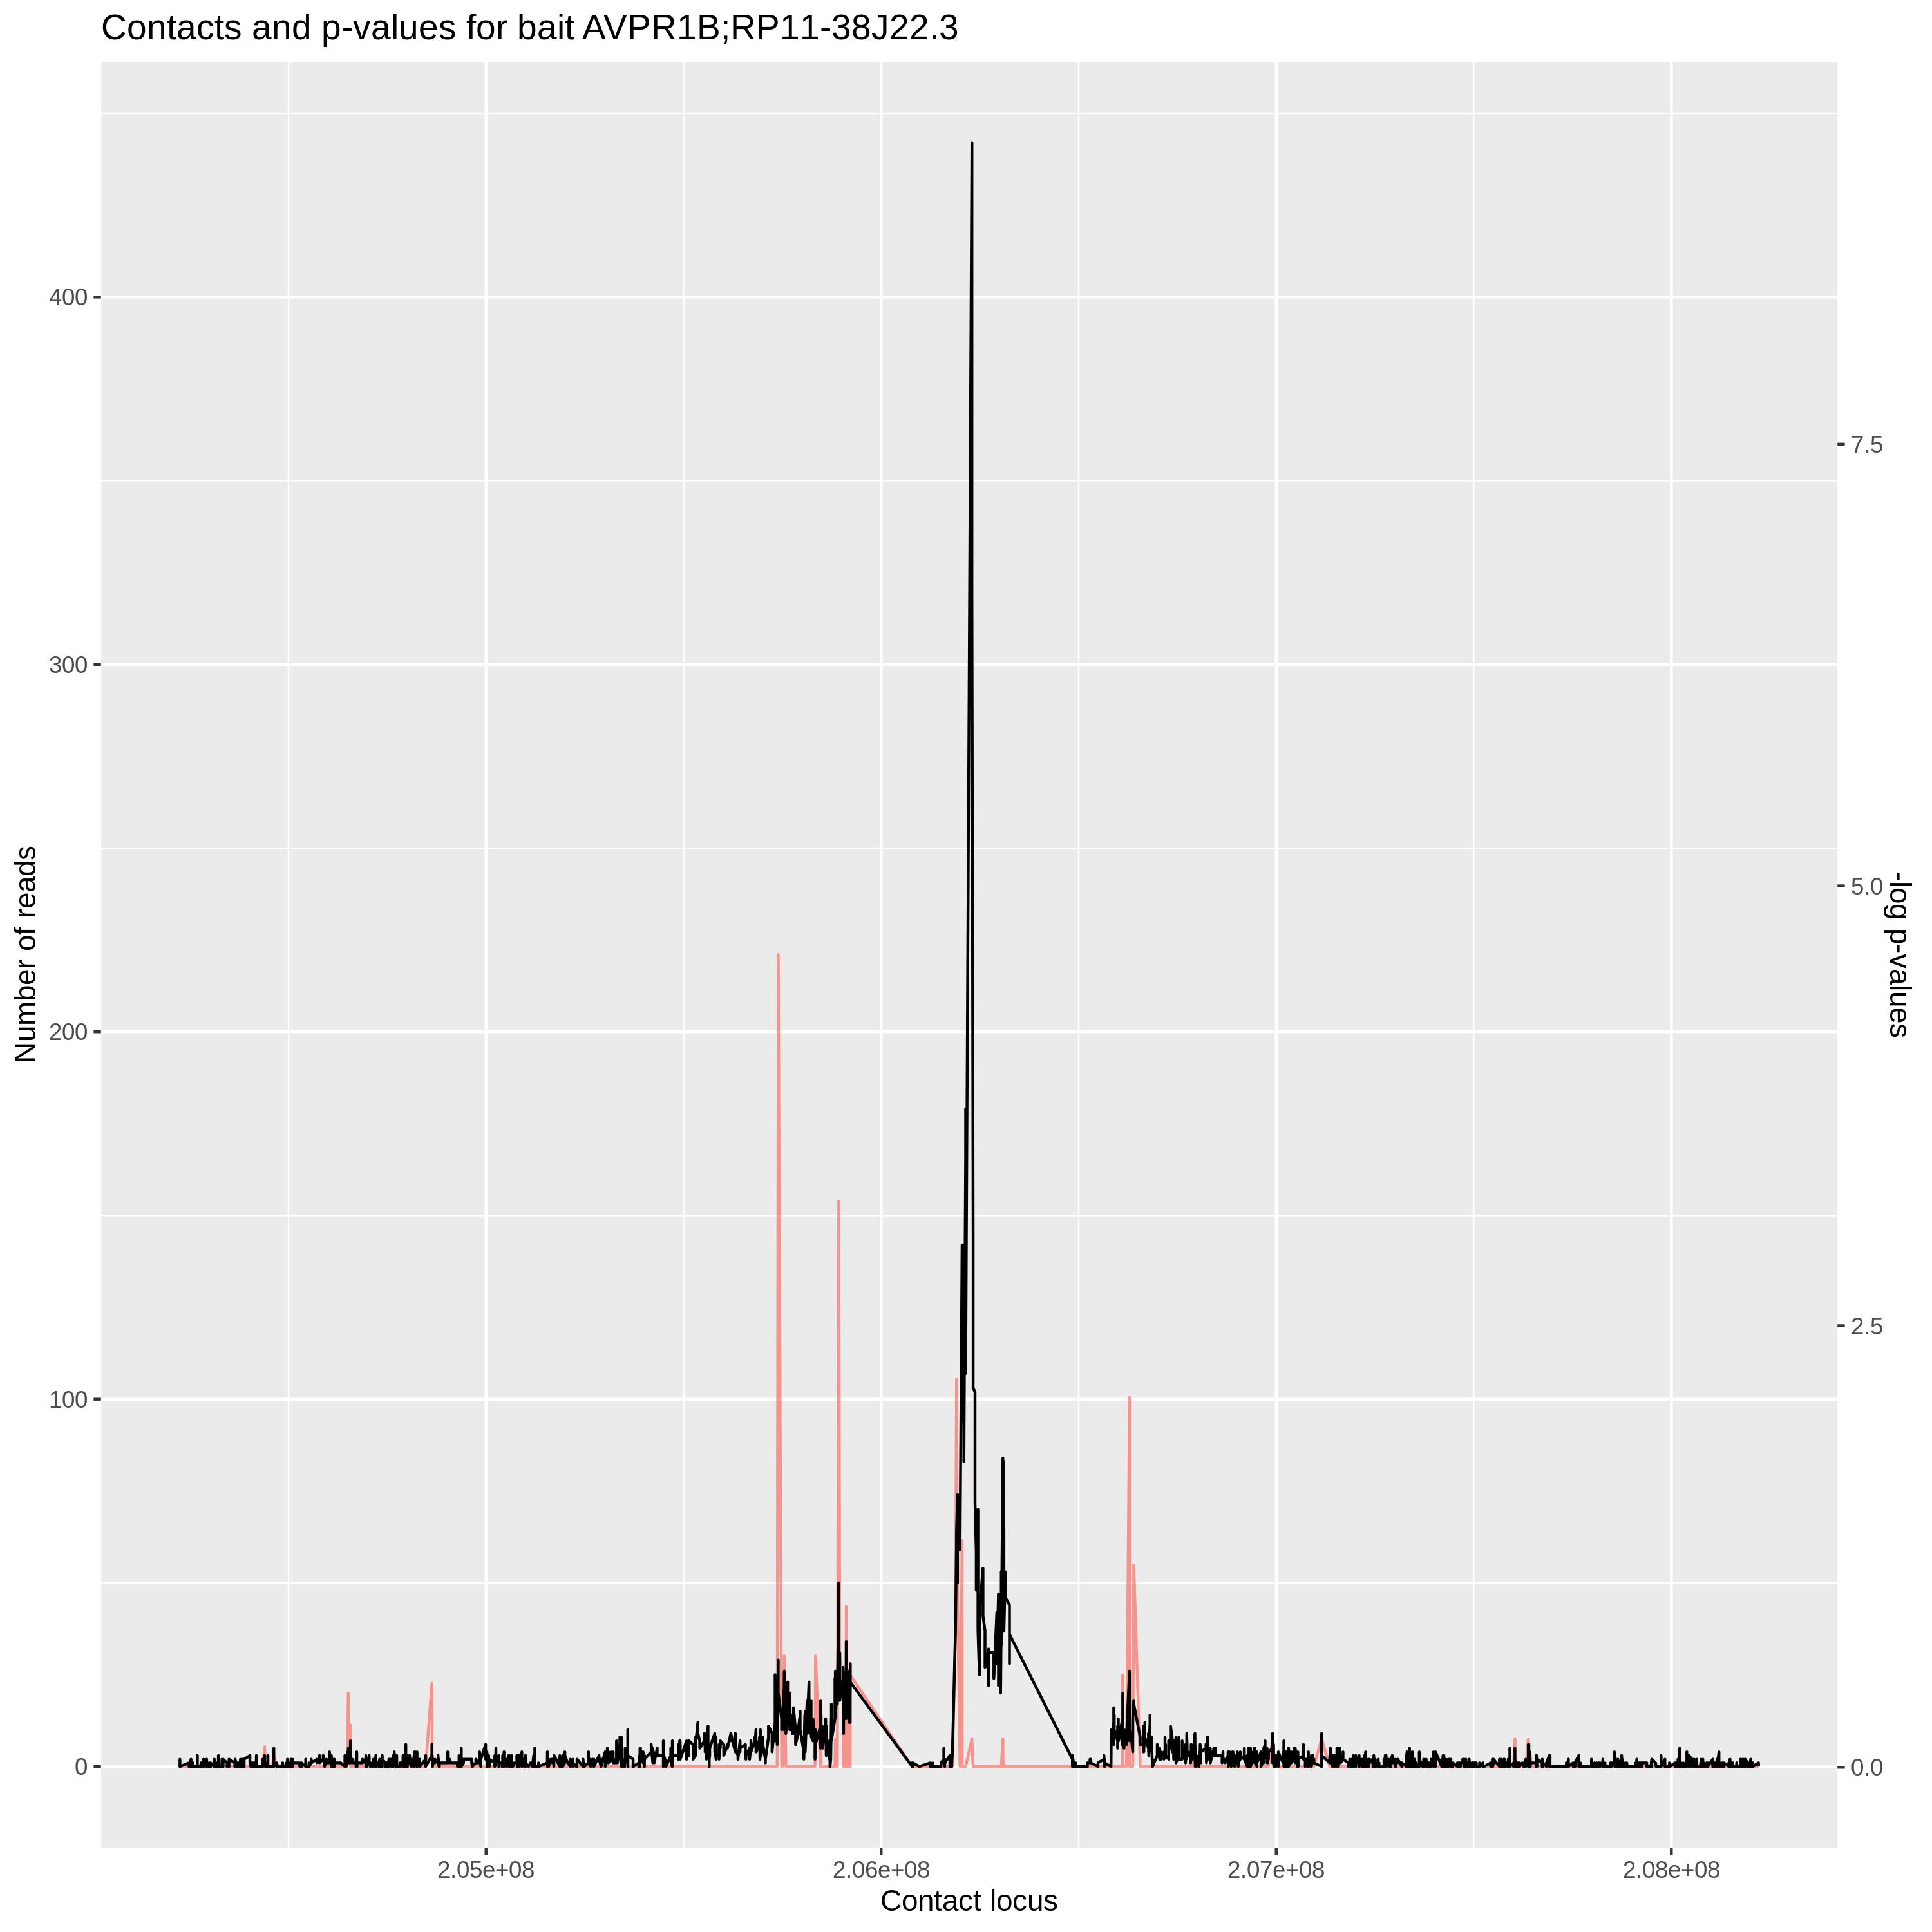 Contacts and p-values for bait AVPR1B;RP11-38J22.3
400
300
200
100
0
Number of reads
7.5
5.0
2.5
0.0
-log p-values
2.05e+08 2.06e+08 2.07e+08 2.08e+08
Contact locus